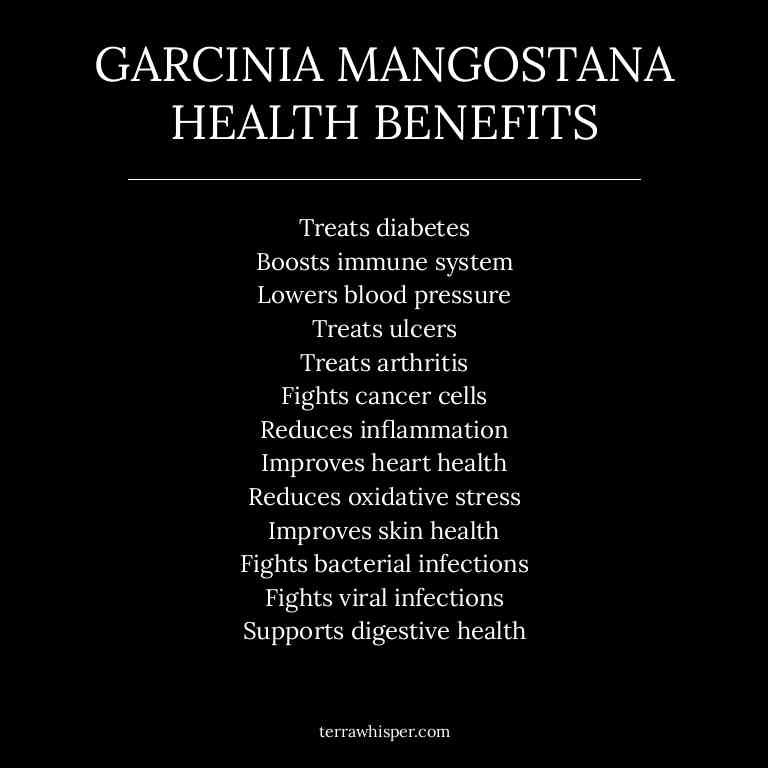 GARCINIA MANGOSTANA
HEALTH BENEFITS
Treats diabetes
Boosts immune system
Lowers blood pressure
Treats ulcers
Treats arthritis
Fights cancer cells
Reduces inflammation
Improves heart health
Reduces oxidative stress
Improves skin health
Fights bacterial infections
Fights viral infections
Supports digestive health
terrawhisper.com